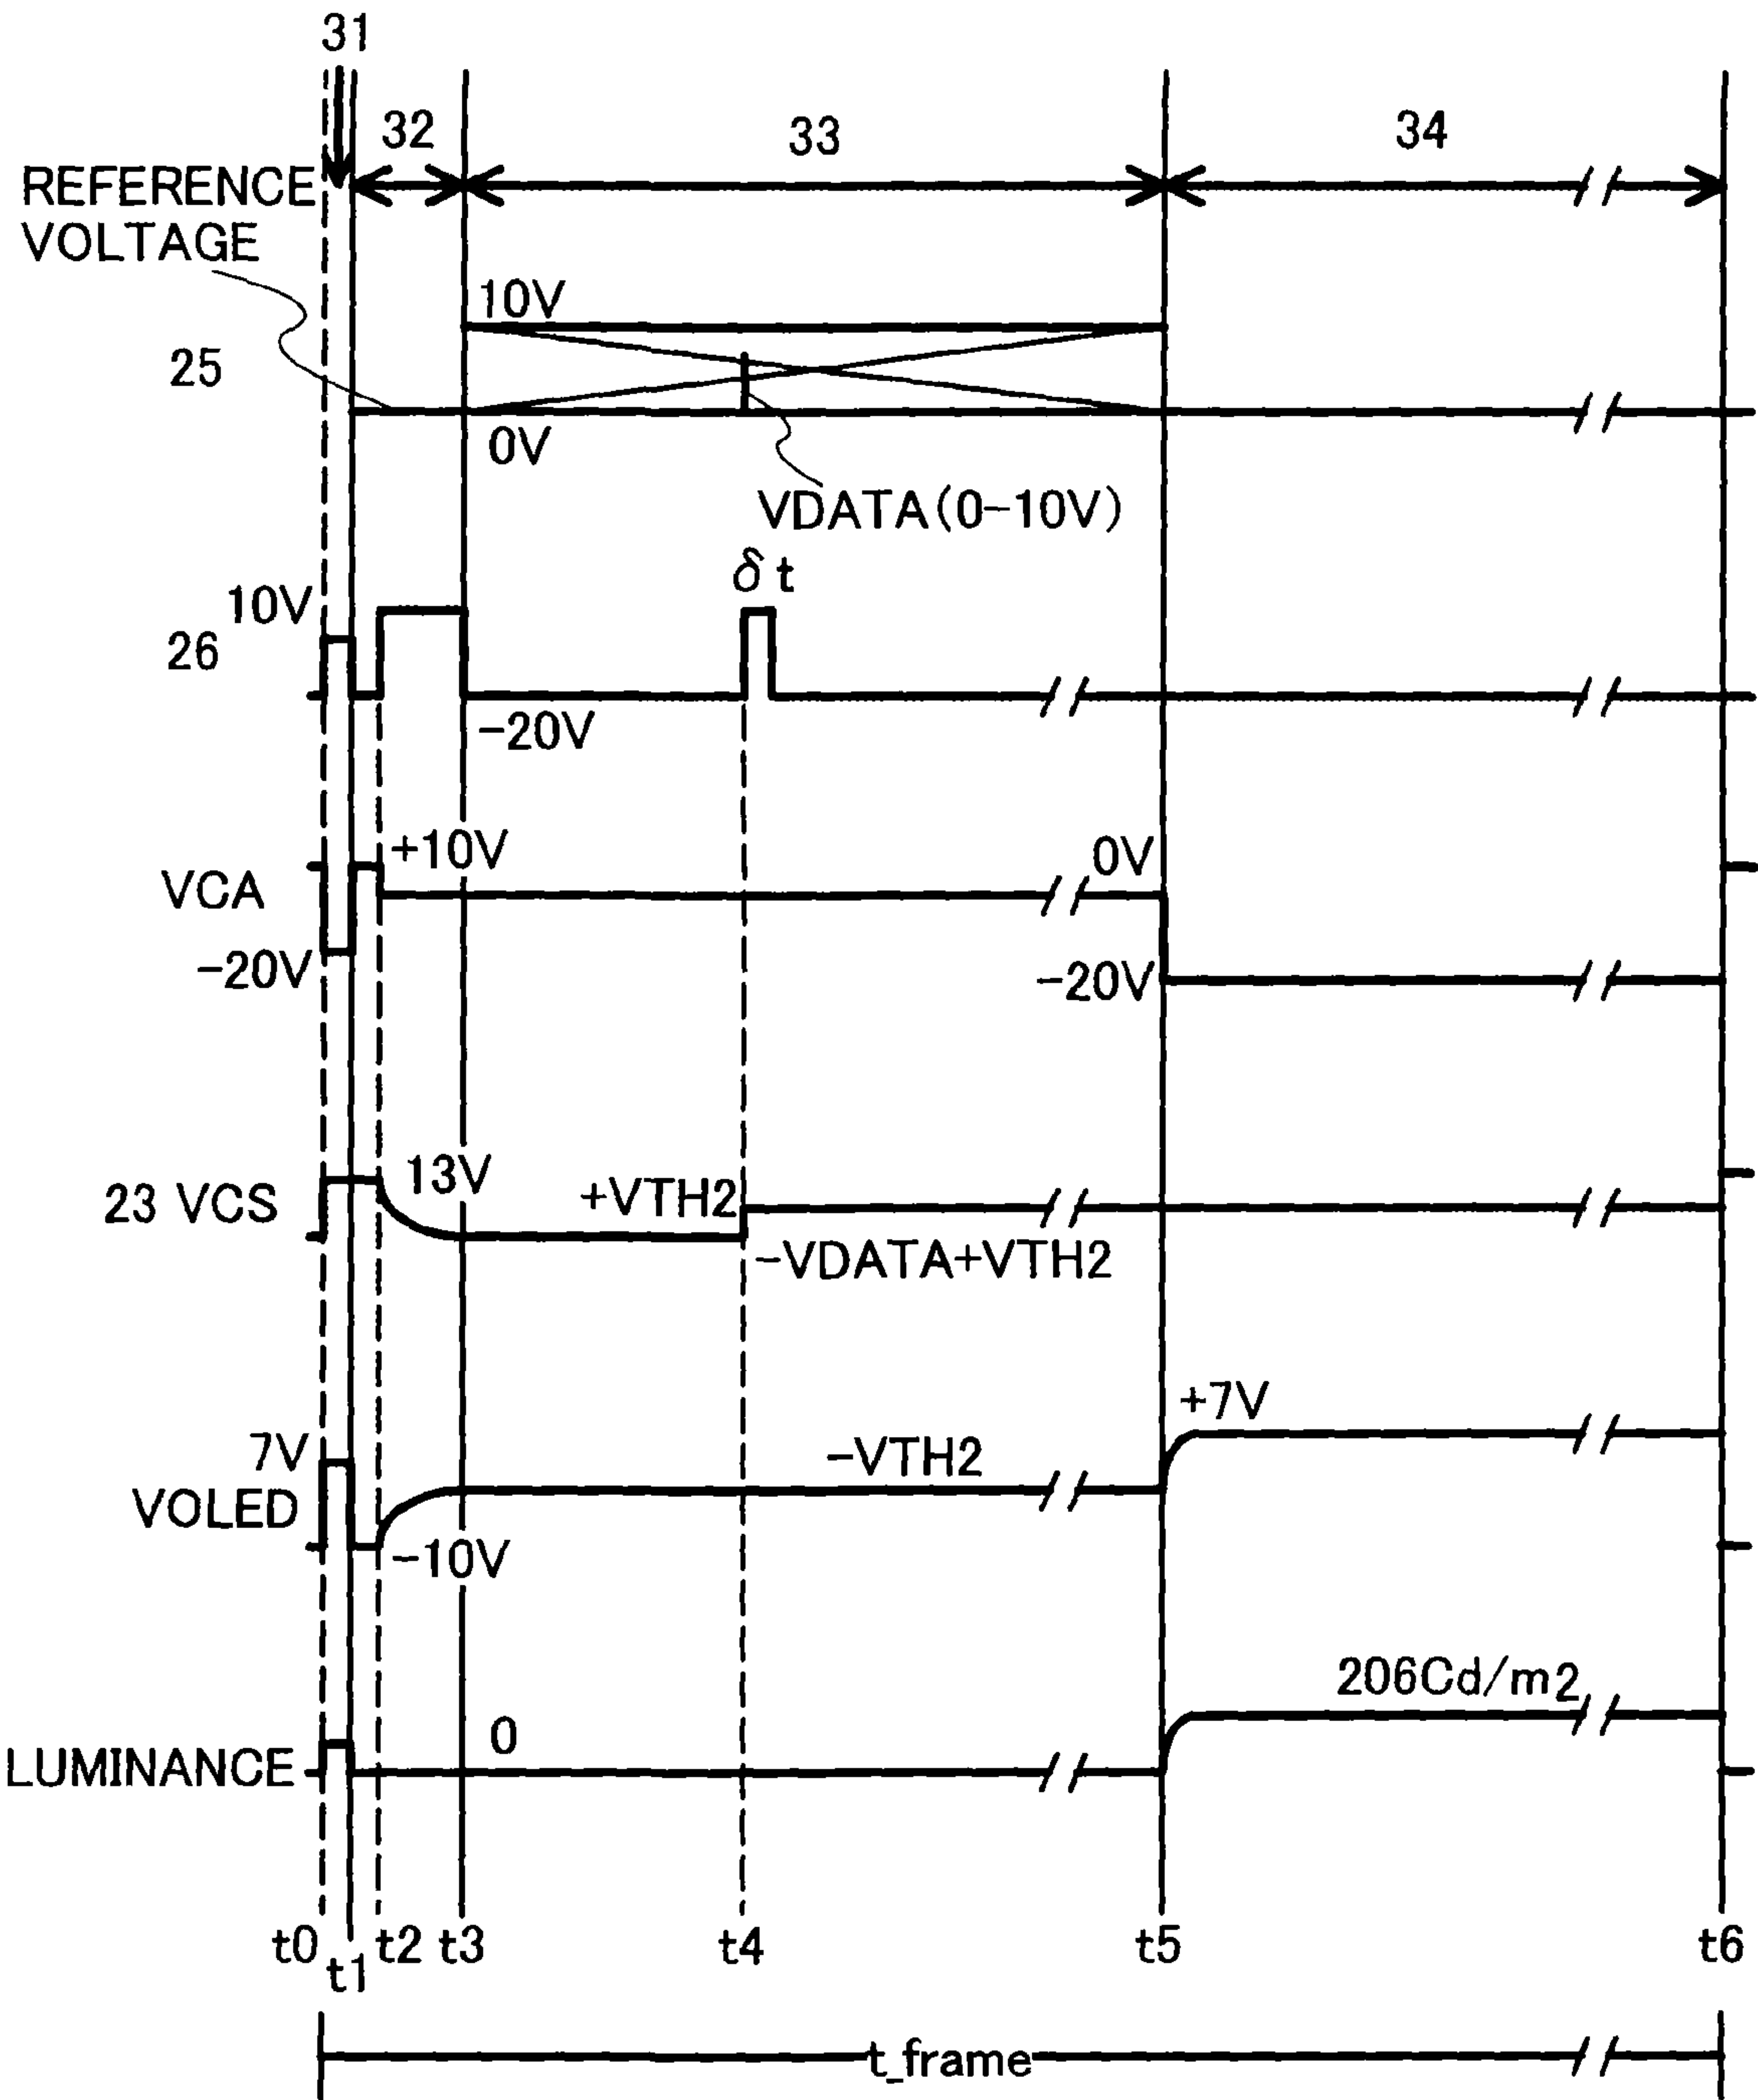 31
32
33
34
REFERENCE
VOLTAGE
10V
25
0V
VDATA(0-10V)
δt
10V
26
-20V
+10V
0V
VCA
-20V
-20V
13V
+VTH2
23 VCS
-VDATA+VTH2
+7V
7V
-VTH2
VOLED
-10V
206Cd/m2
0
LUMINANCE
t0
t1
t2
t3
t4
t5
t6
t_frame